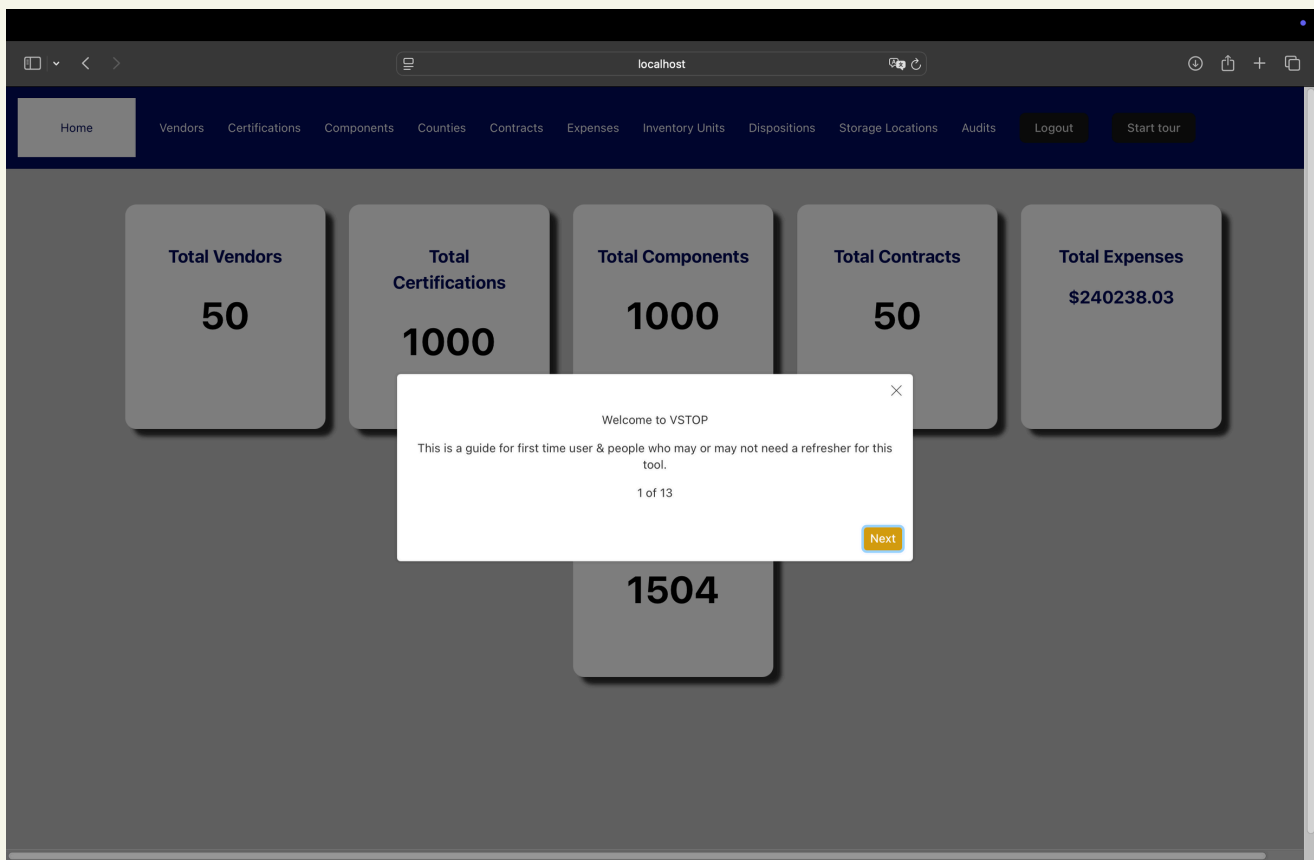 localhost
Home Vendors Certifications Components Counties Contracts Expenses Inventory Units Dispositions Storage Locations Audits Logout Start tour
Total Vendors
50
Total
Certifications
1000
Total Components
1000
Total Contracts
50
Total Expenses
$240238.03
Welcome to VSTOP
This is a guide for first time user & people who may or may not need a refresher for this
tool.
1 of 13
Next
1504